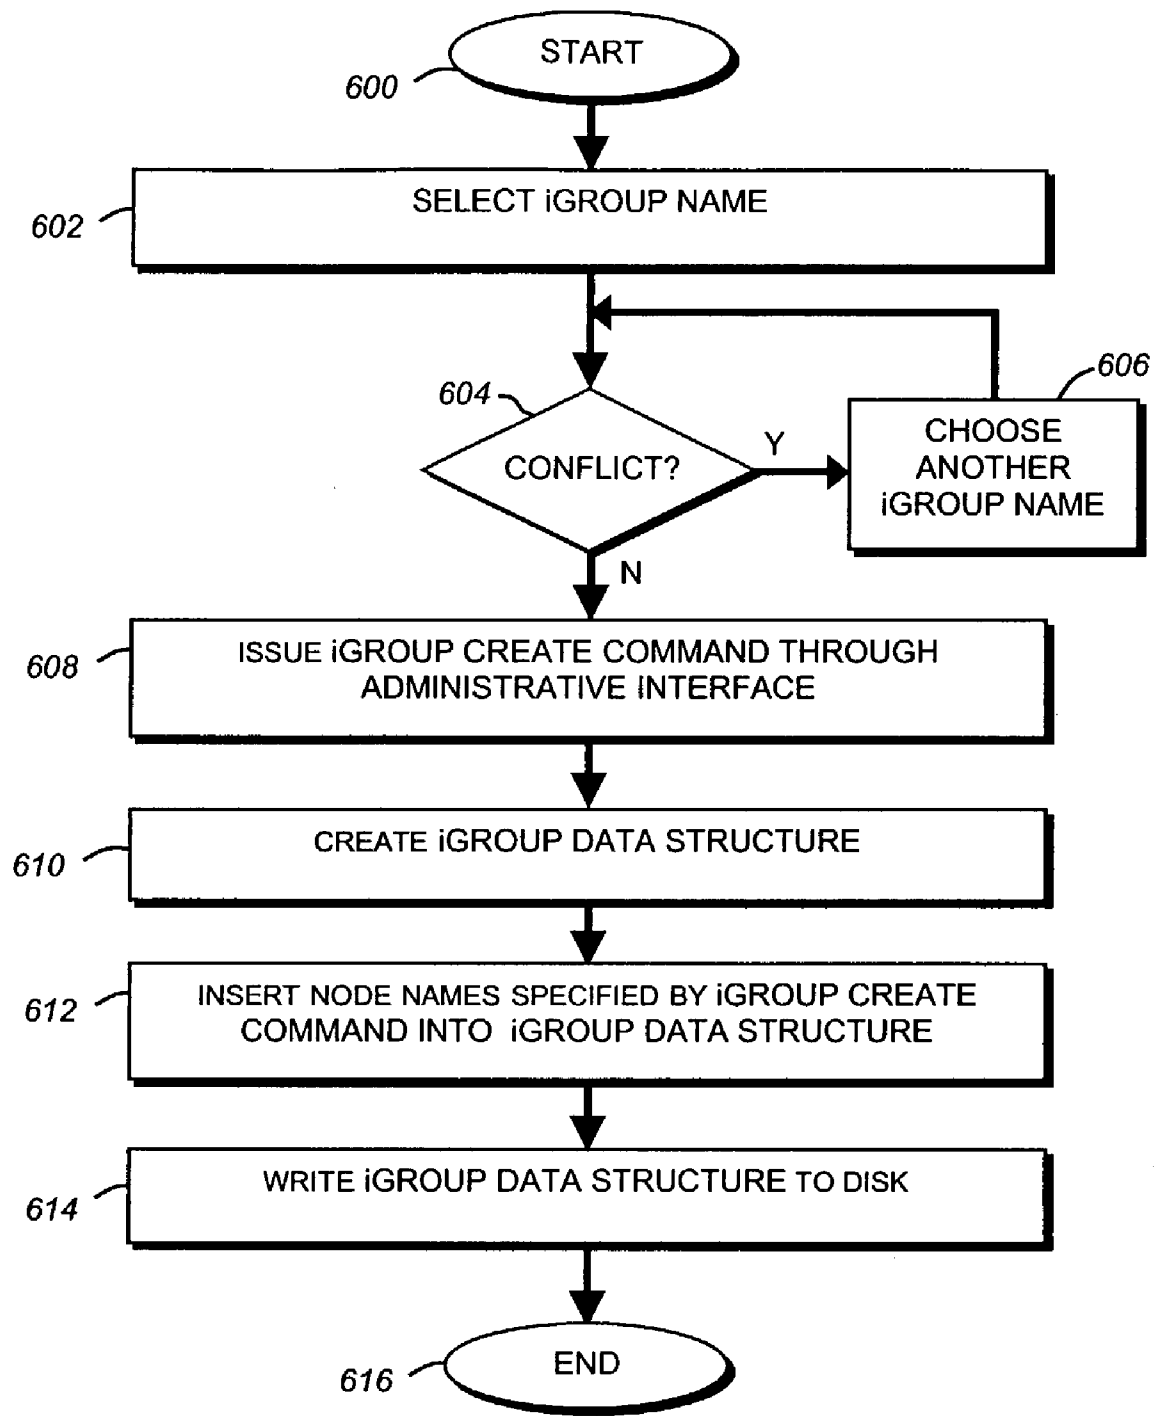 START
600
SELECT iGROUP NAME
602
604
606
CONFLICT?
Y
CHOOSE
ANOTHER
iGROUP NAME
N
ISSUE iGROUP CREATE COMMAND THROUGH
ADMINISTRATIVE INTERFACE
608
CREATE iGROUP DATA STRUCTURE
610
INSERT NODE NAMES SPECIFIED BY iGROUP CREATE
COMMAND INTO iGROUP DATA STRUCTURE
612
WRITE iGROUP DATA STRUCTURE TO DISK
614
END
616